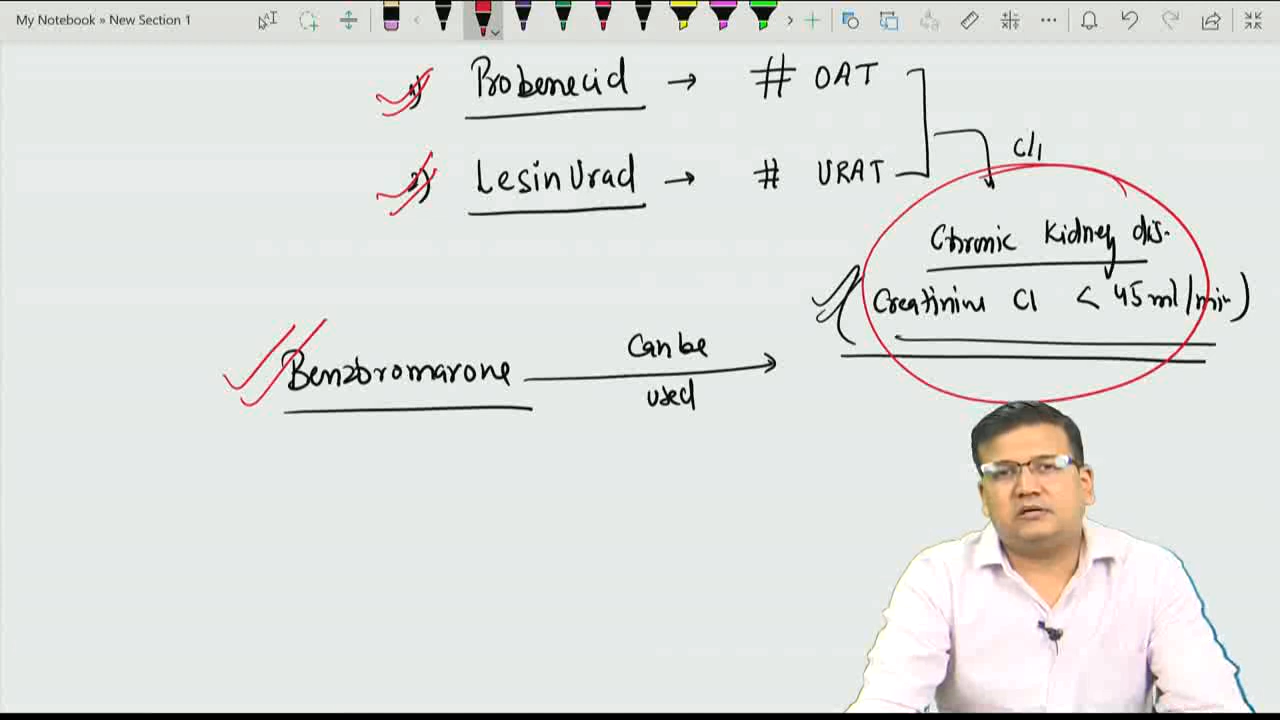 My Notebook » New Section 1
1) Probenecid → # OAT
2) Lesinurad → # URAT
C/I
Chronic Kidney dis.
(Creatinine Cl < 45 ml/min)
Benzbromarone can be used →